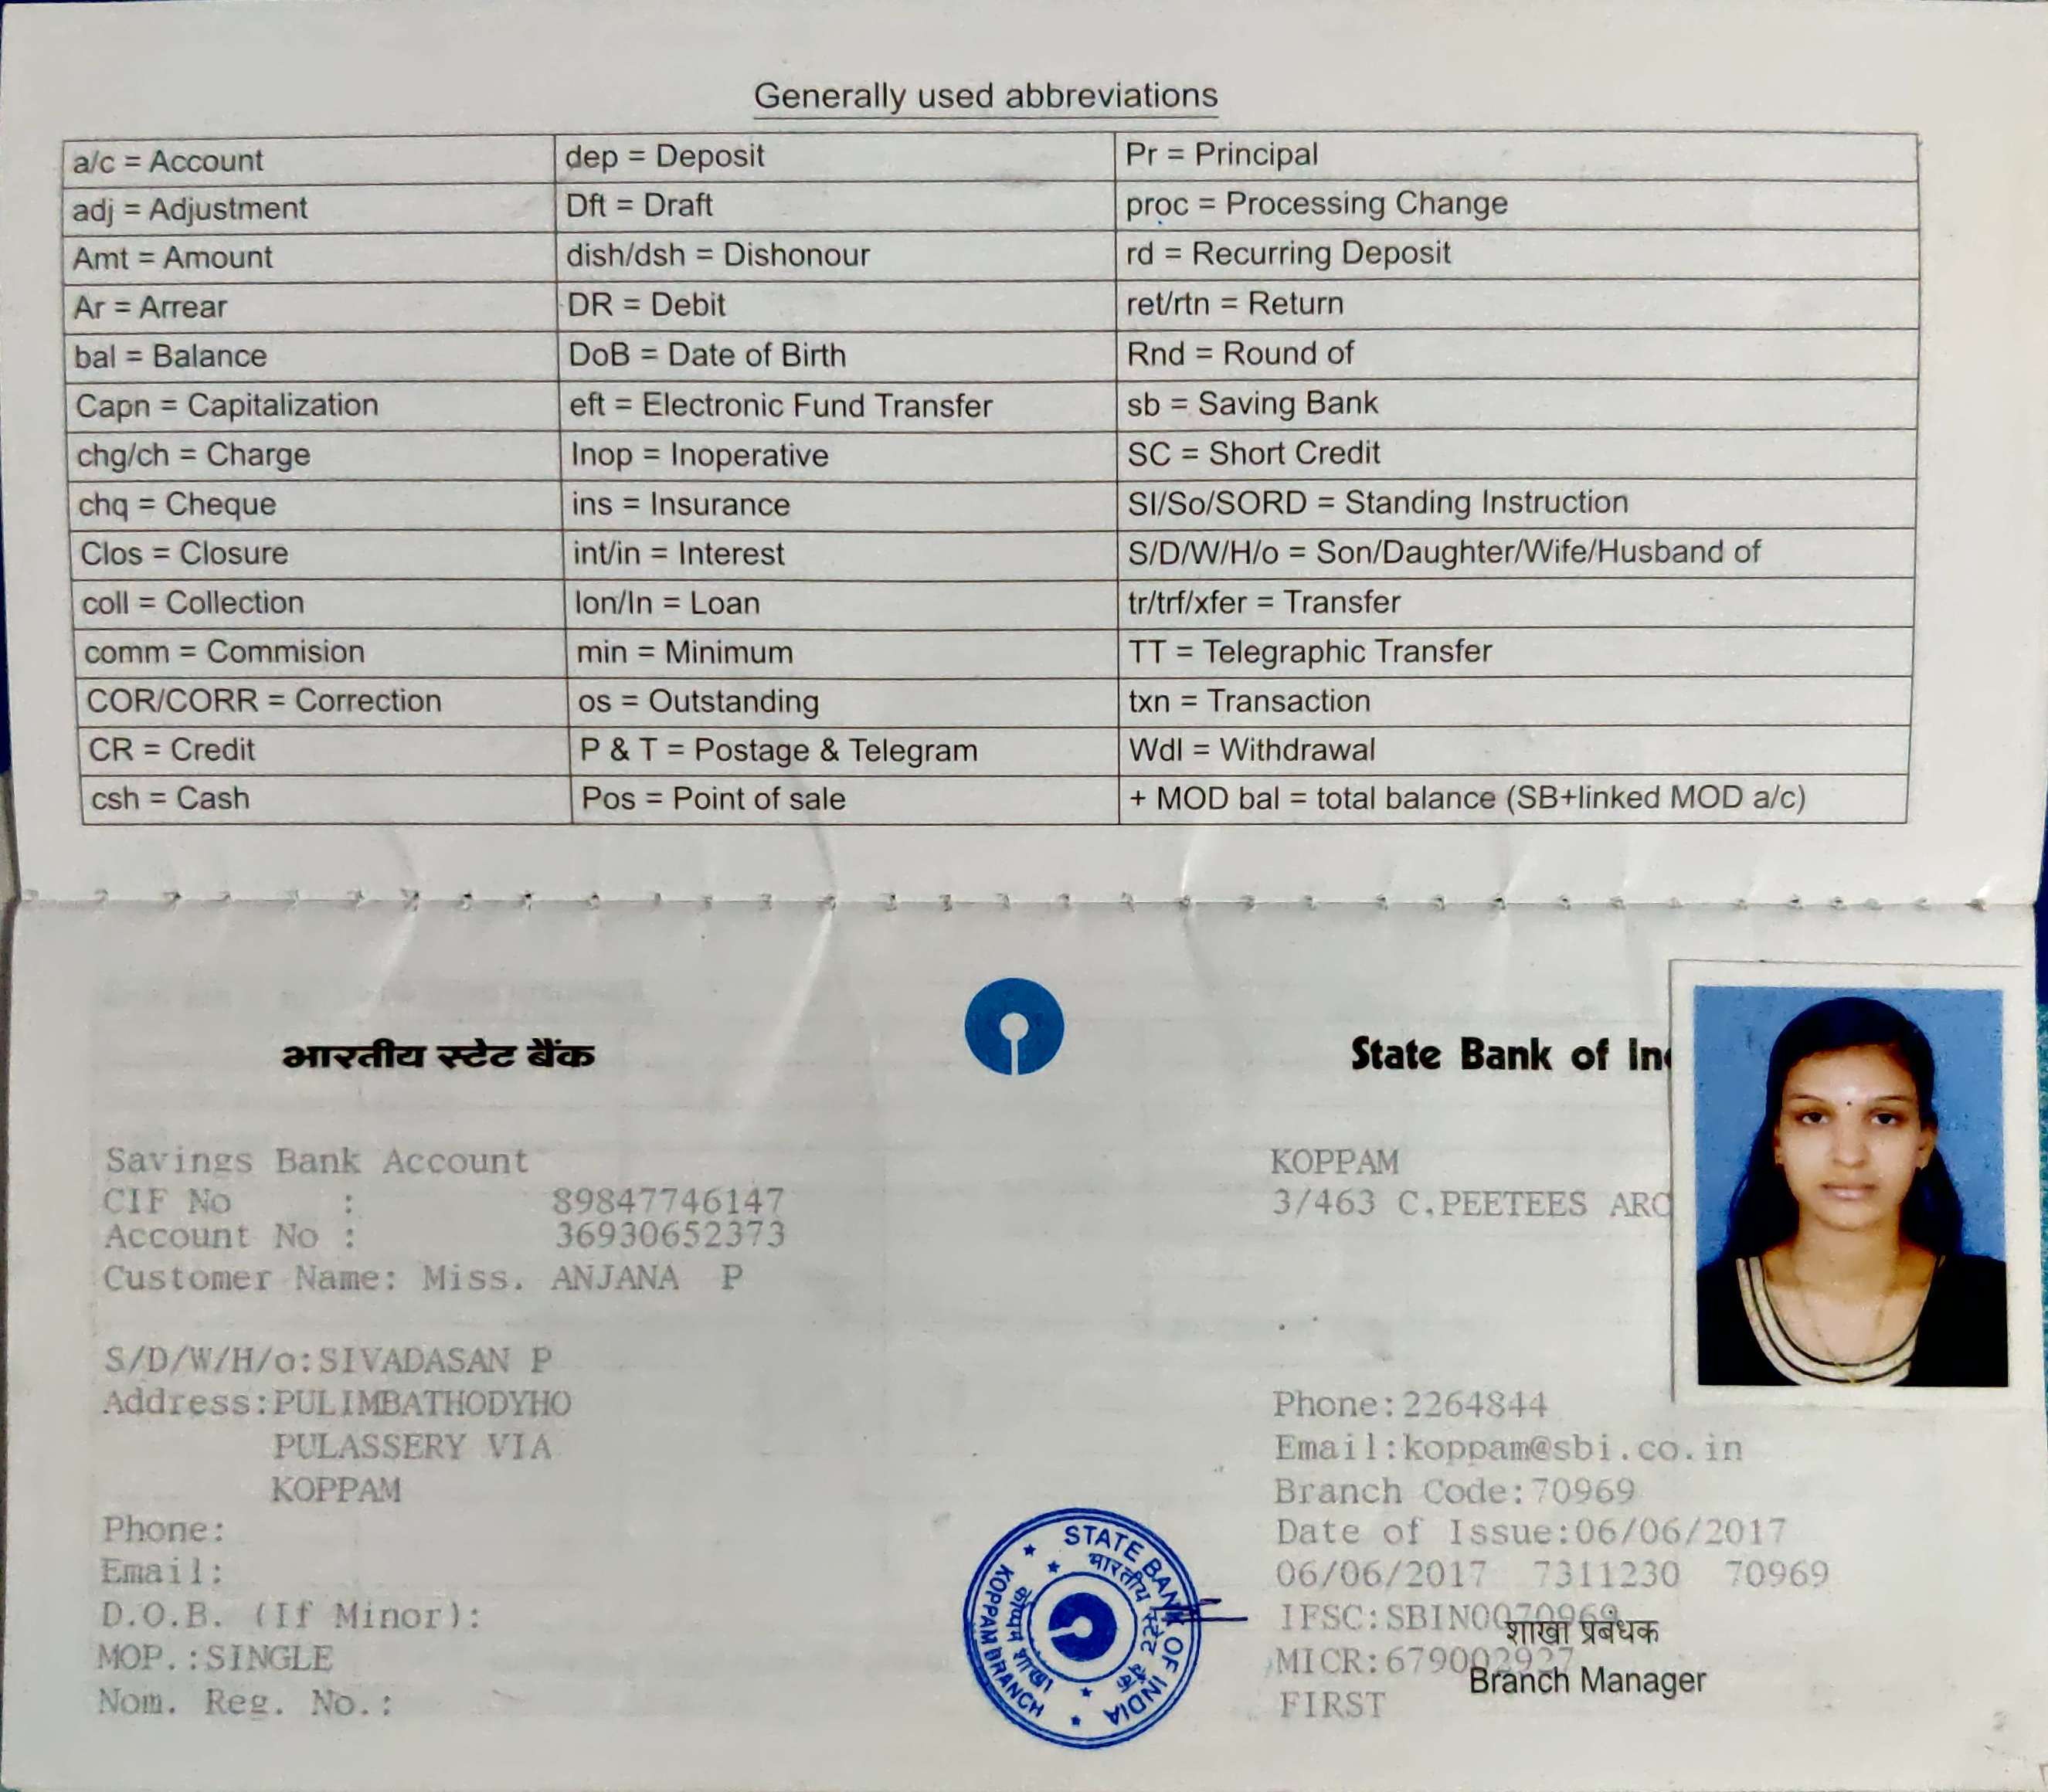 Generally used abbreviations
a/c = Account	dep = Deposit	Pr = Principal
adj = Adjustment	Dft = Draft	proc = Processing Change
Amt = Amount	dish/dsh = Dishonour	rd = Recurring Deposit
Ar = Arrear	DR = Debit	ret/rtn = Return
bal = Balance	DoB = Date of Birth	Rnd = Round of
Capn = Capitalization	eft = Electronic Fund Transfer	sb = Saving Bank
chg/ch = Charge	Inop = Inoperative	SC = Short Credit
chq = Cheque	ins = Insurance	SI/So/SORD = Standing Instruction
Clos = Closure	int/in = Interest	S/D/W/H/o = Son/Daughter/Wife/Husband of
coll = Collection	lon/ln = Loan	tr/trf/xfer = Transfer
comm = Commision	min = Minimum	TT = Telegraphic Transfer
COR/CORR = Correction	os = Outstanding	txn = Transaction
CR = Credit	P & T = Postage & Telegram	Wdl = Withdrawal
csh = Cash	Pos = Point of sale	+ MOD bal = total balance (SB+linked MOD a/c)
भारतीय स्टेट बैंक
State Bank of In
Savings Bank Account
CIF No : 89847746147
Account No : 36930652373
Customer Name: Miss. ANJANA P
S/D/W/H/o:SIVADASAN P
Address:PULIMBATHODYHO
PULASSERY VIA
KOPPAM
Phone:
Email:
D.O.B. (If Minor):
MOP.:SINGLE
Nom. Reg. No.:
KOPPAM
3/463 C.PEETEES ARC
Phone:2264844
Email:koppam@sbi.co.in
Branch Code:70969
Date of Issue:06/06/2017
06/06/2017 7311230 70969
IFSC:SBIN0070969
MICR:679002927
FIRST
शाखा प्रबंधक
Branch Manager
STATE BANK OF INDIA
KOPPAM BRANCH
भारतीय स्टेट बैंक
कोप्पम शाखा